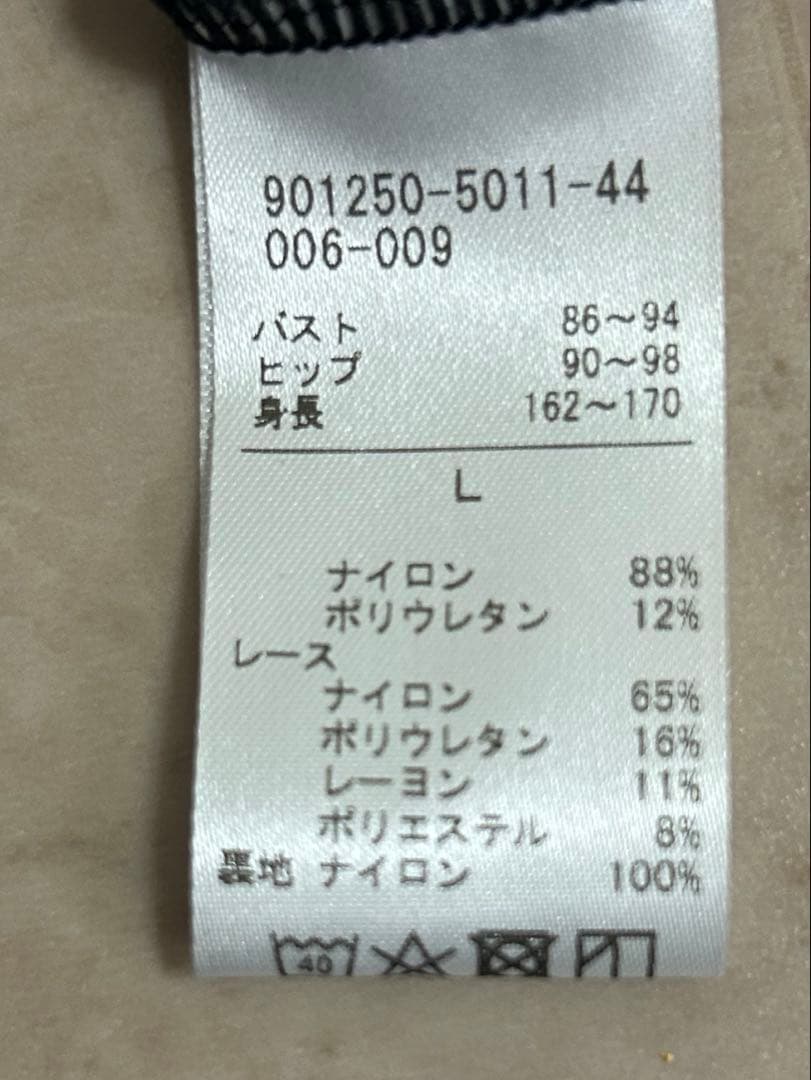 901250-5011-44
006-009
バスト 86～94
ヒップ 90～98
身長 162～170
L
ナイロン 88%
ポリウレタン 12%
レース
ナイロン 65%
ポリウレタン 16%
レーヨン 11%
ポリエステル 8%
裏地 ナイロン 100%
40